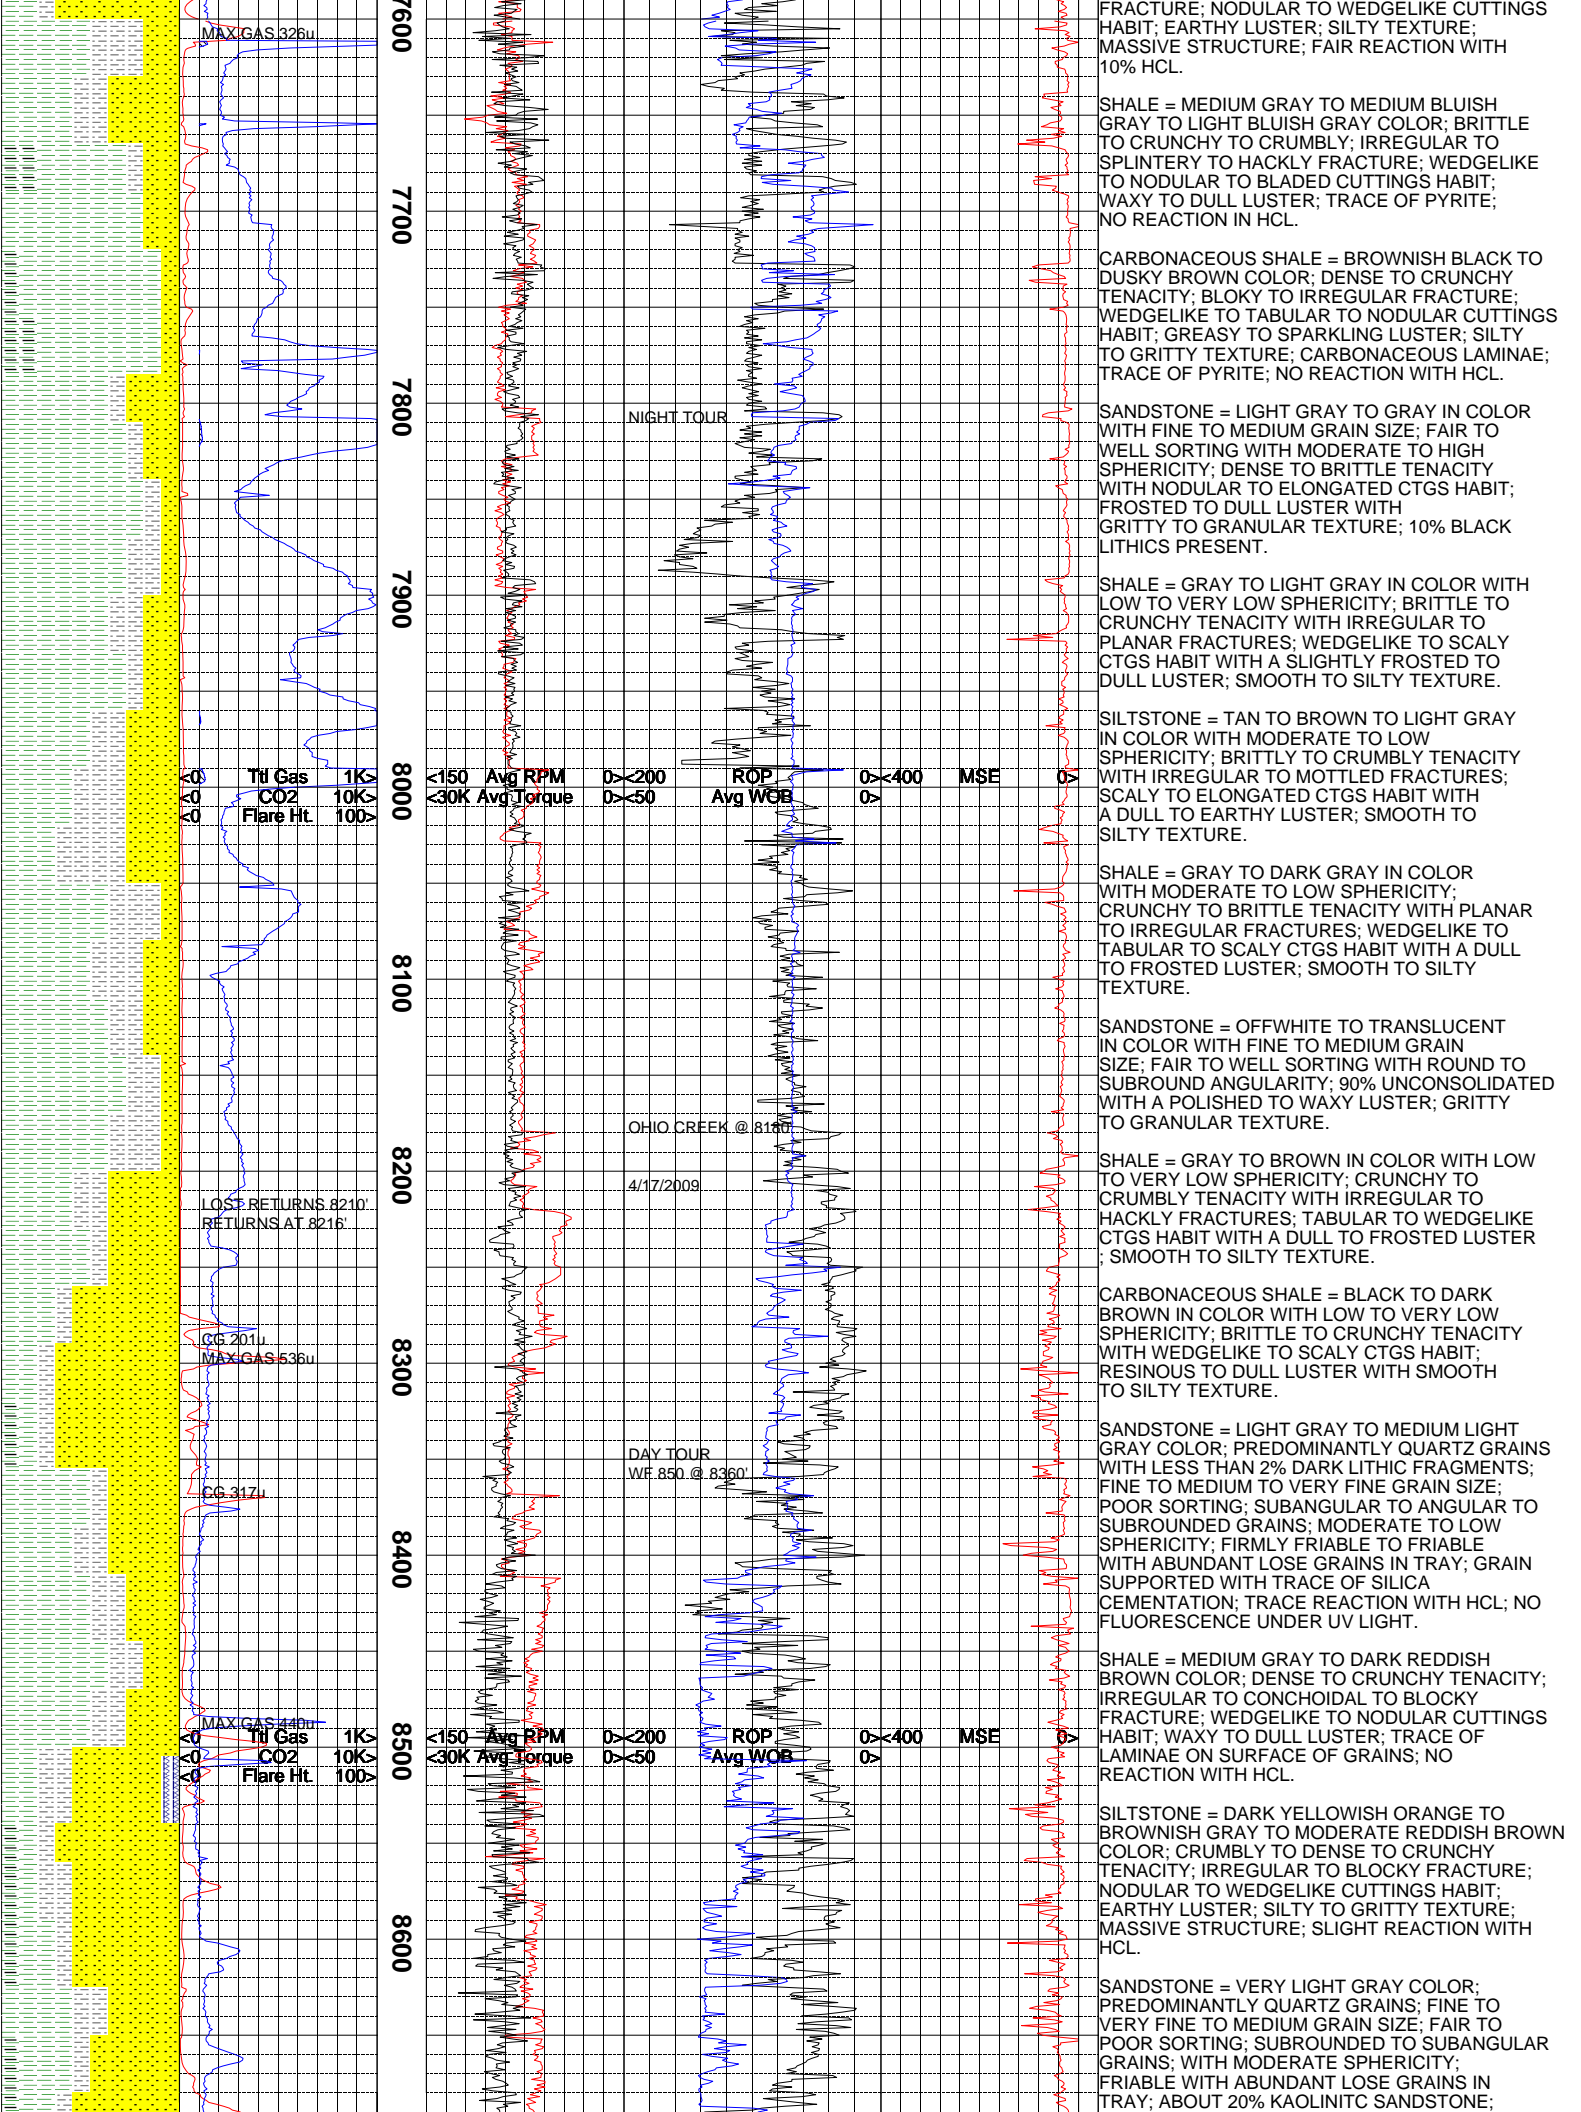 7600
MAX GAS 326u
7700
7800
NIGHT TOUR
7900
<0 Ttl Gas 1K>
<0 CO2 10K>
<0 Flare Ht. 100>
8000
<150 Avg RPM 0>
<30K Avg Torque 0>
<200 ROP 0>
<50 Avg WOB 0>
<400 MSE 0>
8100
OHIO CREEK @ 8180'
8200
4/17/2009
LOST RETURNS 8210'
RETURNS AT 8216'
CG 201u
MAX GAS 536u
8300
DAY TOUR
WF 850 @ 8360'
CG 317u
8400
MAX GAS 440u
<0 Ttl Gas 1K>
<0 CO2 10K>
<0 Flare Ht. 100>
8500
<150 Avg RPM 0>
<30K Avg Torque 0>
<200 ROP 0>
<50 Avg WOB 0>
<400 MSE 0>
8600
FRACTURE; NODULAR TO WEDGELIKE CUTTINGS
HABIT; EARTHY LUSTER; SILTY TEXTURE;
MASSIVE STRUCTURE; FAIR REACTION WITH
10% HCL.
SHALE = MEDIUM GRAY TO MEDIUM BLUISH
GRAY TO LIGHT BLUISH GRAY COLOR; BRITTLE
TO CRUNCHY TO CRUMBLY; IRREGULAR TO
SPLINTERY TO HACKLY FRACTURE; WEDGELIKE
TO NODULAR TO BLADED CUTTINGS HABIT;
WAXY TO DULL LUSTER; TRACE OF PYRITE;
NO REACTION IN HCL.
CARBONACEOUS SHALE = BROWNISH BLACK TO
DUSKY BROWN COLOR; DENSE TO CRUNCHY
TENACITY; BLOKY TO IRREGULAR FRACTURE;
WEDGELIKE TO TABULAR TO NODULAR CUTTINGS
HABIT; GREASY TO SPARKLING LUSTER; SILTY
TO GRITTY TEXTURE; CARBONACEOUS LAMINAE;
TRACE OF PYRITE; NO REACTION WITH HCL.
SANDSTONE = LIGHT GRAY TO GRAY IN COLOR
WITH FINE TO MEDIUM GRAIN SIZE; FAIR TO
WELL SORTING WITH MODERATE TO HIGH
SPHERICITY; DENSE TO BRITTLE TENACITY
WITH NODULAR TO ELONGATED CTGS HABIT;
FROSTED TO DULL LUSTER WITH
GRITTY TO GRANULAR TEXTURE; 10% BLACK
LITHICS PRESENT.
SHALE = GRAY TO LIGHT GRAY IN COLOR WITH
LOW TO VERY LOW SPHERICITY; BRITTLE TO
CRUNCHY TENACITY WITH IRREGULAR TO
PLANAR FRACTURES; WEDGELIKE TO SCALY
CTGS HABIT WITH A SLIGHTLY FROSTED TO
DULL LUSTER; SMOOTH TO SILTY TEXTURE.
SILTSTONE = TAN TO BROWN TO LIGHT GRAY
IN COLOR WITH MODERATE TO LOW
SPHERICITY; BRITTLY TO CRUMBLY TENACITY
WITH IRREGULAR TO MOTTLED FRACTURES;
SCALY TO ELONGATED CTGS HABIT WITH
A DULL TO EARTHY LUSTER; SMOOTH TO
SILTY TEXTURE.
SHALE = GRAY TO DARK GRAY IN COLOR
WITH MODERATE TO LOW SPHERICITY;
CRUNCHY TO BRITTLE TENACITY WITH PLANAR
TO IRREGULAR FRACTURES; WEDGELIKE TO
TABULAR TO SCALY CTGS HABIT WITH A DULL
TO FROSTED LUSTER; SMOOTH TO SILTY
TEXTURE.
SANDSTONE = OFFWHITE TO TRANSLUCENT
IN COLOR WITH FINE TO MEDIUM GRAIN
SIZE; FAIR TO WELL SORTING WITH ROUND TO
SUBROUND ANGULARITY; 90% UNCONSOLIDATED
WITH A POLISHED TO WAXY LUSTER; GRITTY
TO GRANULAR TEXTURE.
SHALE = GRAY TO BROWN IN COLOR WITH LOW
TO VERY LOW SPHERICITY; CRUNCHY TO
CRUMBLY TENACITY WITH IRREGULAR TO
HACKLY FRACTURES; TABULAR TO WEDGELIKE
CTGS HABIT WITH A DULL TO FROSTED LUSTER
; SMOOTH TO SILTY TEXTURE.
CARBONACEOUS SHALE = BLACK TO DARK
BROWN IN COLOR WITH LOW TO VERY LOW
SPHERICITY; BRITTLE TO CRUNCHY TENACITY
WITH WEDGELIKE TO SCALY CTGS HABIT;
RESINOUS TO DULL LUSTER WITH SMOOTH
TO SILTY TEXTURE.
SANDSTONE = LIGHT GRAY TO MEDIUM LIGHT
GRAY COLOR; PREDOMINANTLY QUARTZ GRAINS
WITH LESS THAN 2% DARK LITHIC FRAGMENTS;
FINE TO MEDIUM TO VERY FINE GRAIN SIZE;
POOR SORTING; SUBANGULAR TO ANGULAR TO
SUBROUNDED GRAINS; MODERATE TO LOW
SPHERICITY; FIRMLY FRIABLE TO FRIABLE
WITH ABUNDANT LOSE GRAINS IN TRAY; GRAIN
SUPPORTED WITH TRACE OF SILICA
CEMENTATION; TRACE REACTION WITH HCL; NO
FLUORESCENCE UNDER UV LIGHT.
SHALE = MEDIUM GRAY TO DARK REDDISH
BROWN COLOR; DENSE TO CRUNCHY TENACITY;
IRREGULAR TO CONCHOIDAL TO BLOCKY
FRACTURE; WEDGELIKE TO NODULAR CUTTINGS
HABIT; WAXY TO DULL LUSTER; TRACE OF
LAMINAE ON SURFACE OF GRAINS; NO
REACTION WITH HCL.
SILTSTONE = DARK YELLOWISH ORANGE TO
BROWNISH GRAY TO MODERATE REDDISH BROWN
COLOR; CRUMBLY TO DENSE TO CRUNCHY
TENACITY; IRREGULAR TO BLOCKY FRACTURE;
NODULAR TO WEDGELIKE CUTTINGS HABIT;
EARTHY LUSTER; SILTY TO GRITTY TEXTURE;
MASSIVE STRUCTURE; SLIGHT REACTION WITH
HCL.
SANDSTONE = VERY LIGHT GRAY COLOR;
PREDOMINANTLY QUARTZ GRAINS; FINE TO
VERY FINE TO MEDIUM GRAIN SIZE; FAIR TO
POOR SORTING; SUBROUNDED TO SUBANGULAR
GRAINS; WITH MODERATE SPHERICITY;
FRIABLE WITH ABUNDANT LOSE GRAINS IN
TRAY; ABOUT 20% KAOLINITC SANDSTONE;